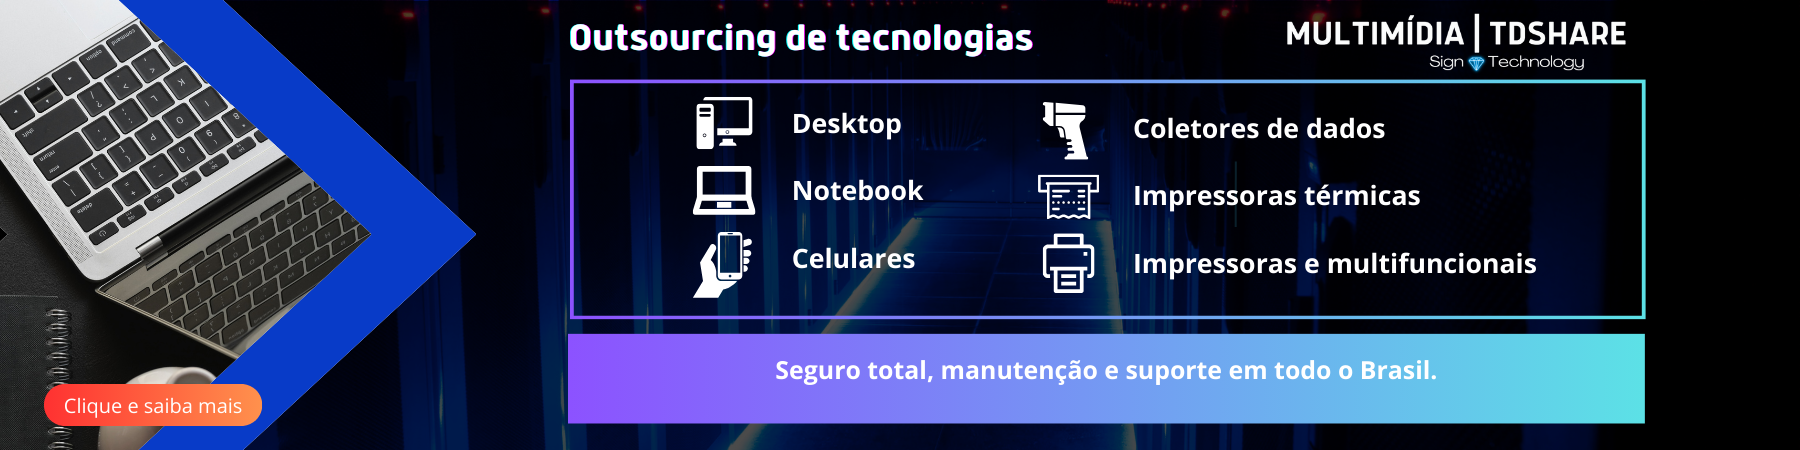 Outsourcing de tecnologias
MULTIMÍDIA | TDSHARE
Sign Technology
Desktop
Coletores de dados
Notebook
Impressoras térmicas
Celulares
Impressoras e multifuncionais
Seguro total, manutenção e suporte em todo o Brasil.
Clique e saiba mais